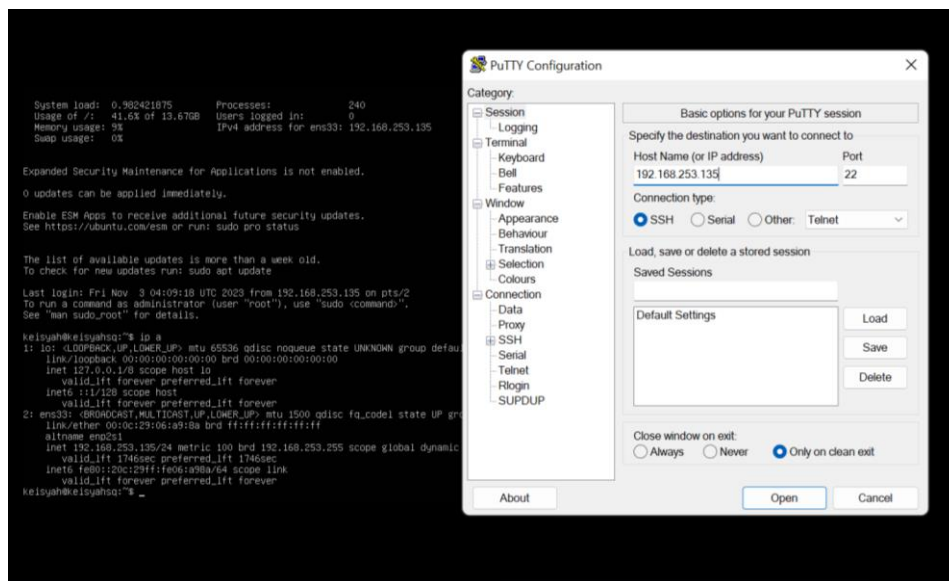 System load: 0.982421875 Processes: 240
Usage of /: 41.6% of 13.67GB Users logged in: 0
Memory usage: 9% IPv4 address for ens33: 192.168.253.135
Swap usage: 0%
Expanded Security Maintenance for Applications is not enabled.
0 updates can be applied immediately.
Enable ESM Apps to receive additional future security updates.
See https://ubuntu.com/esm or run: sudo pro status
The list of available updates is more than a week old.
To check for new updates run: sudo apt update
Last login: Fri Nov 3 04:09:18 UTC 2023 from 192.168.253.135 on pts/2
To run a command as administrator (user "root"), use "sudo <command>".
See "man sudo_root" for details.
keisyah@keisyahsq:~$ ip a
1: lo: <LOOPBACK,UP,LOWER_UP> mtu 65536 qdisc noqueue state UNKNOWN group defau
link/loopback 00:00:00:00:00:00 brd 00:00:00:00:00:00
inet 127.0.0.1/8 scope host lo
valid_lft forever preferred_lft forever
inet6 ::1/128 scope host
valid_lft forever preferred_lft forever
2: ens33: <BROADCAST,MULTICAST,UP,LOWER_UP> mtu 1500 qdisc fq_codel state UP gro
link/ether 00:0c:29:06:a9:8a brd ff:ff:ff:ff:ff:ff
altname enp2s1
inet 192.168.253.135/24 metric 100 brd 192.168.253.255 scope global dynamic
valid_lft 1746sec preferred_lft 1746sec
inet6 fe80::20c:29ff:fe06:a98a/64 scope link
valid_lft forever preferred_lft forever
keisyah@keisyahsq:~$ _
PuTTY Configuration
Category:
Session
Logging
Terminal
Keyboard
Bell
Features
Window
Appearance
Behaviour
Translation
Selection
Colours
Connection
Data
Proxy
SSH
Serial
Telnet
Rlogin
SUPDUP
Basic options for your PuTTY session
Specify the destination you want to connect to
Host Name (or IP address) Port
192.168.253.135 22
Connection type:
SSH Serial Other: Telnet
Load, save or delete a stored session
Saved Sessions
Default Settings
Load
Save
Delete
Close window on exit:
Always Never Only on clean exit
About Open Cancel